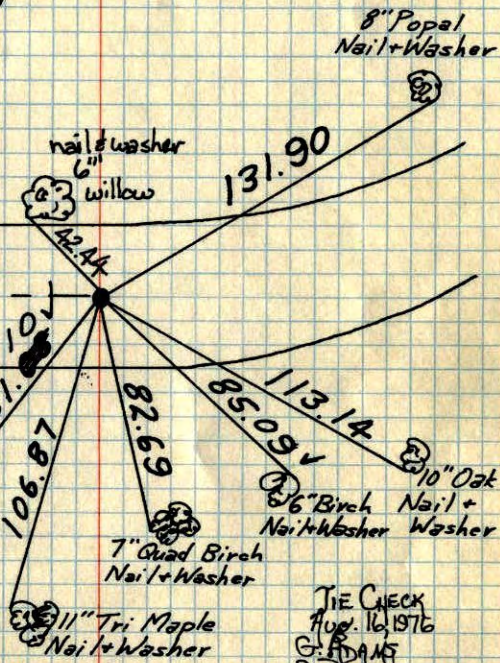 8" Popal
Nail+Washer
nail & washer
6"
willow
131.90
42.44
10
113.14
85.09 ✓
82.69
106.87
10" Oak
Nail +
Washer
6" Birch
Nail+Washer
7" Quad Birch
Nail+Washer
11" Tri Maple
Nail+Washer
TIE CHECK
Aug. 16, 1976
G. ADAMS